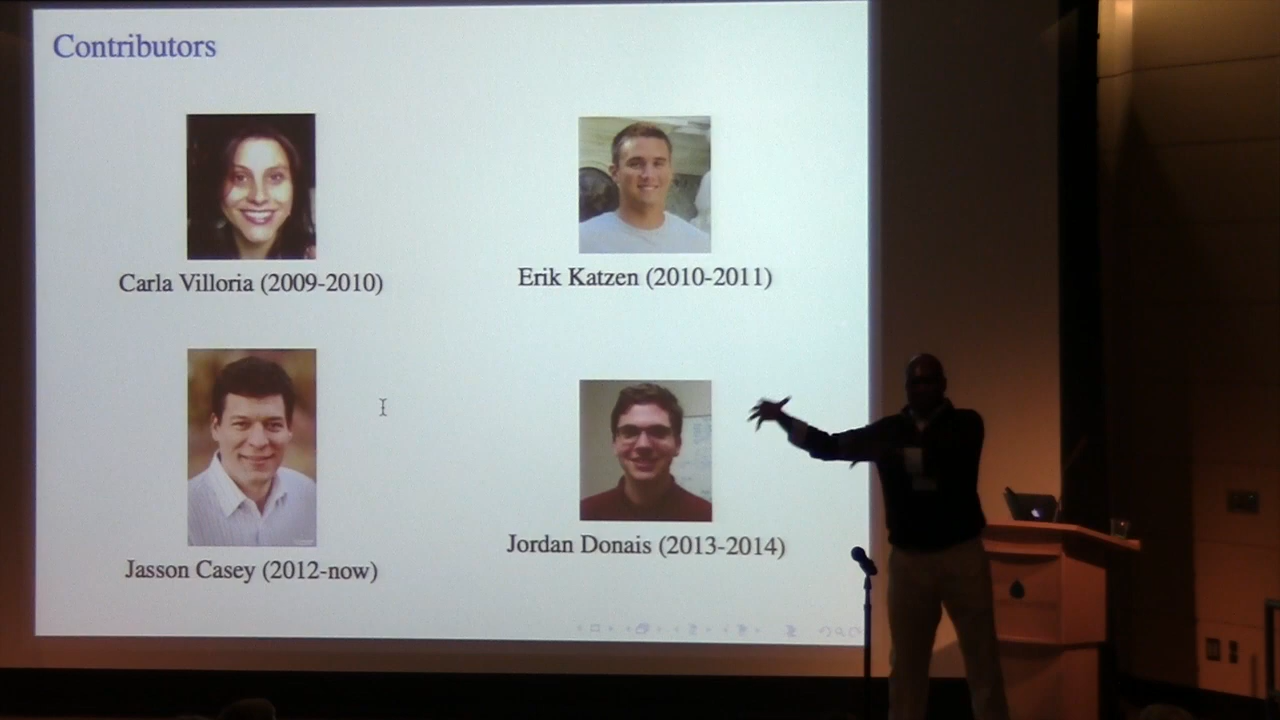 Contributors
Carla Villoria (2009-2010)
Erik Katzen (2010-2011)
Jasson Casey (2012-now)
Jordan Donais (2013-2014)